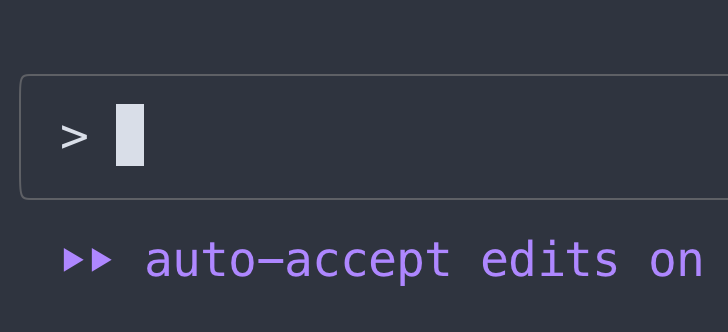 >
⏵⏵ auto-accept edits on